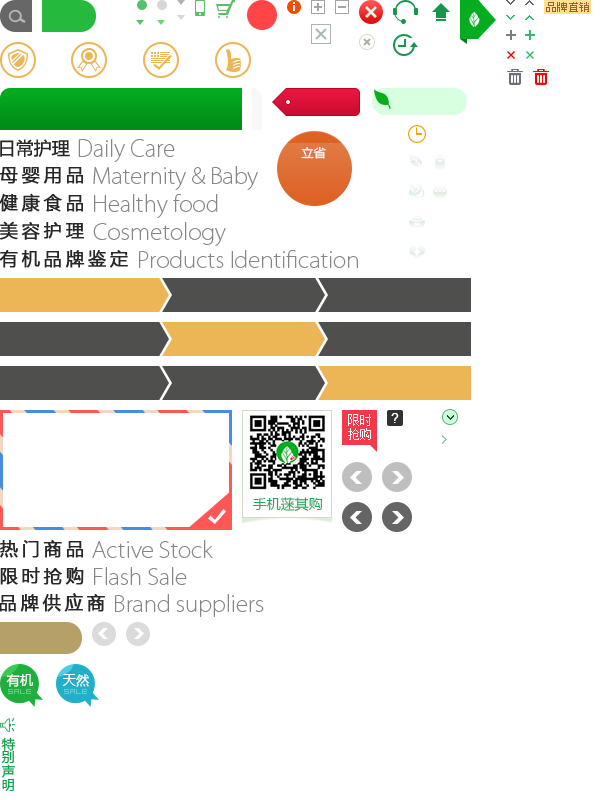 品牌直销
日常护理 Daily Care
立省
母婴用品 Maternity & Baby
健康食品 Healthy food
美容护理 Cosmetology
有机品牌鉴定 Products Identification
限时
抢购
?
手机菾其购
热门商品 Active Stock
限时抢购 Flash Sale
品牌供应商 Brand suppliers
有机
SALE
天然
SALE
特别声明